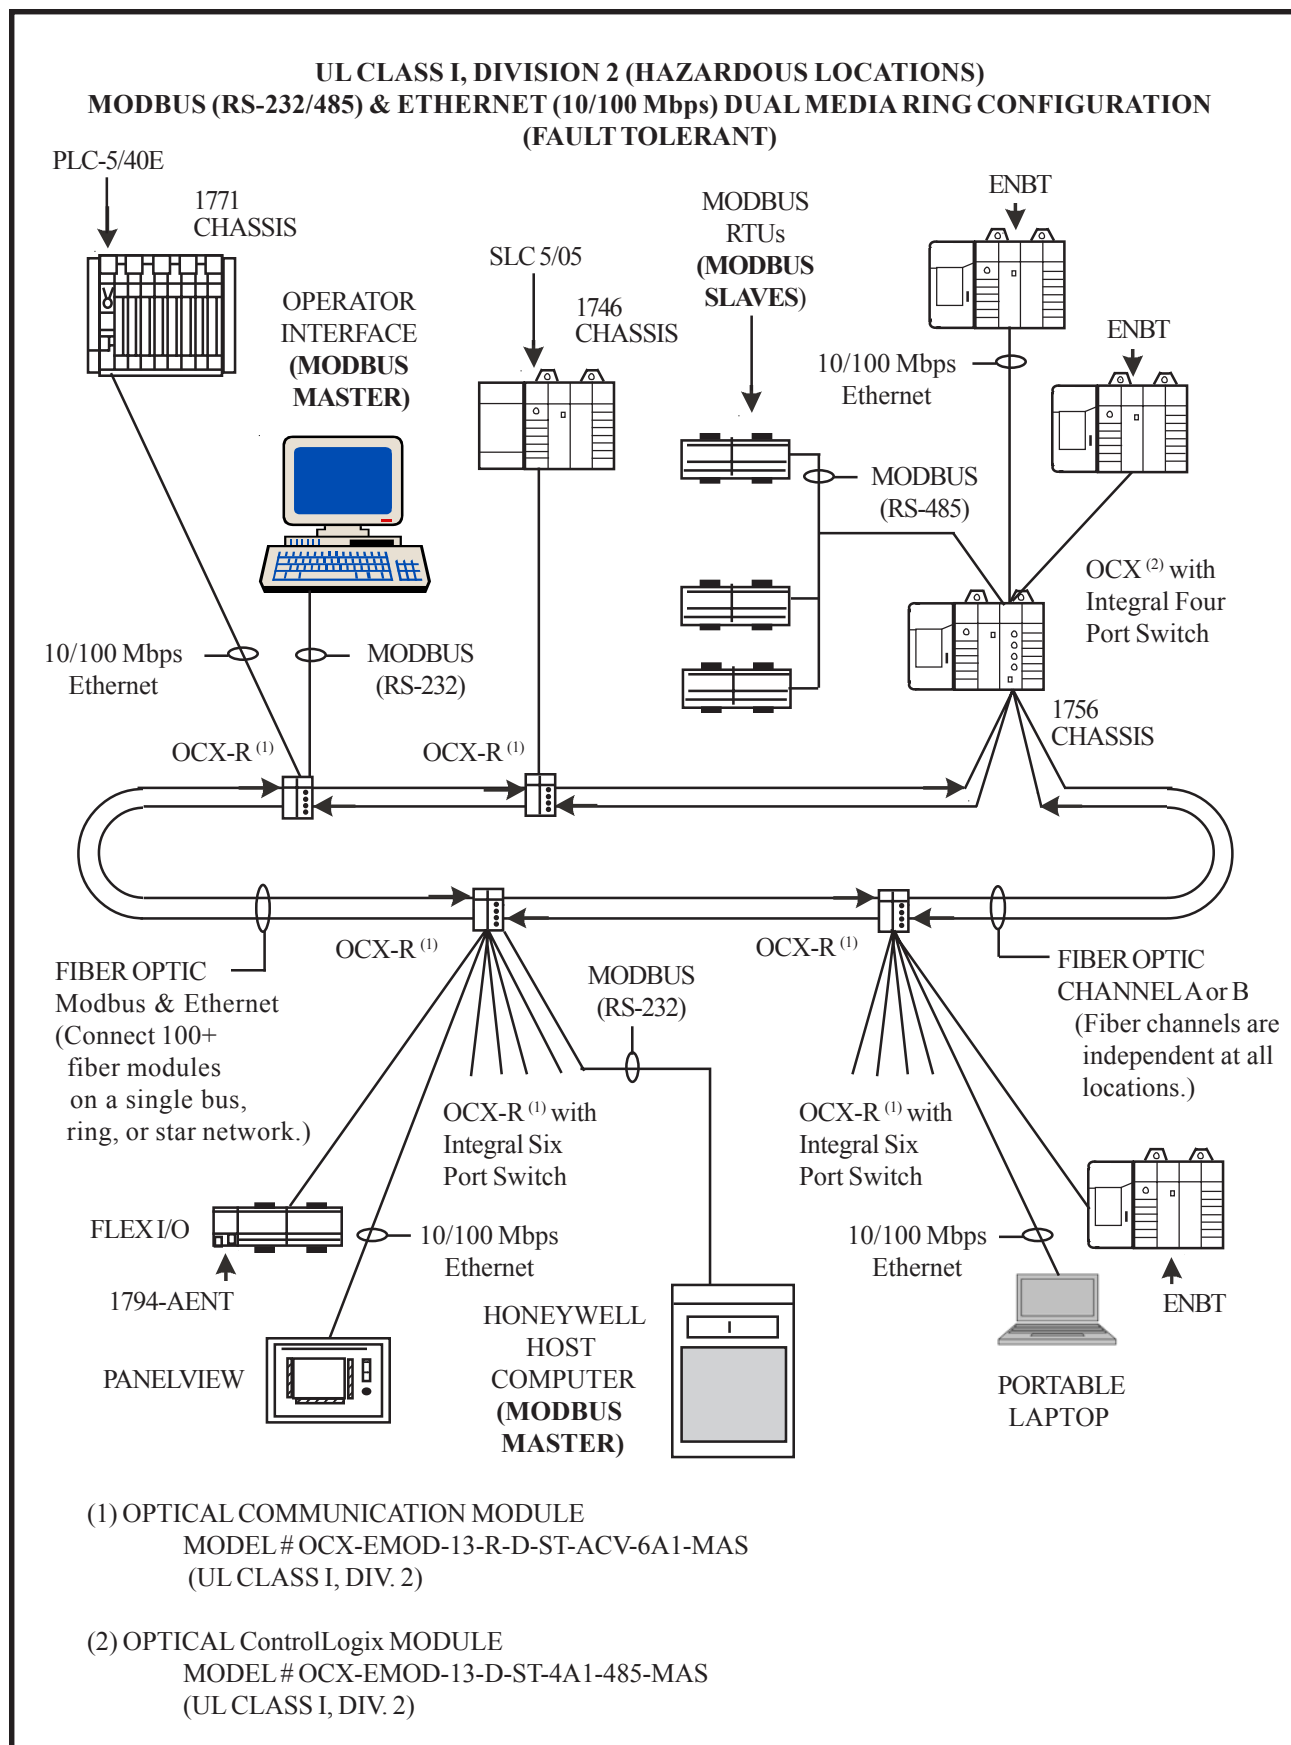 UL CLASS I, DIVISION 2 (HAZARDOUS LOCATIONS)
MODBUS (RS-232/485) & ETHERNET (10/100 Mbps) DUAL MEDIA RING CONFIGURATION
(FAULT TOLERANT)
PLC-5/40E
1771
CHASSIS
OPERATOR
INTERFACE
(MODBUS
MASTER)
SLC 5/05
1746
CHASSIS
MODBUS
RTUs
(MODBUS
SLAVES)
ENBT
ENBT
10/100 Mbps
Ethernet
MODBUS
(RS-485)
OCX (2) with
Integral Four
Port Switch
10/100 Mbps
Ethernet
MODBUS
(RS-232)
1756
CHASSIS
OCX-R (1)
OCX-R (1)
OCX-R (1)
OCX-R (1)
FIBER OPTIC
Modbus & Ethernet
(Connect 100+
fiber modules
on a single bus,
ring, or star network.)
MODBUS
(RS-232)
FIBER OPTIC
CHANNEL A or B
(Fiber channels are
independent at all
locations.)
OCX-R (1) with
Integral Six
Port Switch
OCX-R (1) with
Integral Six
Port Switch
FLEX I/O
10/100 Mbps
Ethernet
10/100 Mbps
Ethernet
1794-AENT
ENBT
HONEYWELL
HOST
COMPUTER
(MODBUS
MASTER)
PANELVIEW
PORTABLE
LAPTOP
(1) OPTICAL COMMUNICATION MODULE
MODEL # OCX-EMOD-13-R-D-ST-ACV-6A1-MAS
(UL CLASS I, DIV. 2)
(2) OPTICAL ControlLogix MODULE
MODEL # OCX-EMOD-13-D-ST-4A1-485-MAS
(UL CLASS I, DIV. 2)